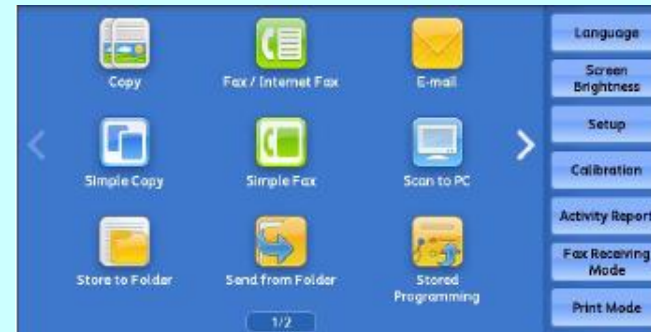 Copy
Fax / Internet Fax
E-mail
Simple Copy
Simple Fax
Scan to PC
Store to Folder
Send from Folder
Stored
Programming
1/2
Language
Screen
Brightness
Setup
Calibration
Activity Report
Fax Receiving
Mode
Print Mode